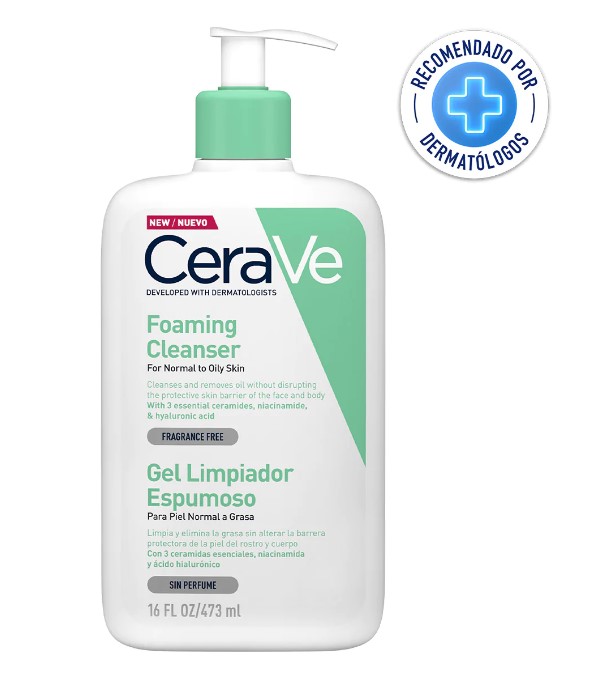 RECOMENDADO POR
DERMATÓLOGOS
NEW / NUEVO
CeraVe
DEVELOPED WITH DERMATOLOGISTS
Foaming
Cleanser
For Normal to Oily Skin
Cleanses and removes oil without disrupting
the protective skin barrier of the face and body
With 3 essential ceramides, niacinamide,
& hyaluronic acid
FRAGRANCE FREE
Gel Limpiador
Espumoso
Para Piel Normal a Grasa
Limpia y elimina la grasa sin alterar la barrera
protectora de la piel del rostro y cuerpo
Con 3 ceramidas esenciales, niacinamida
y ácido hialurónico
SIN PERFUME
16 FL OZ/473 ml